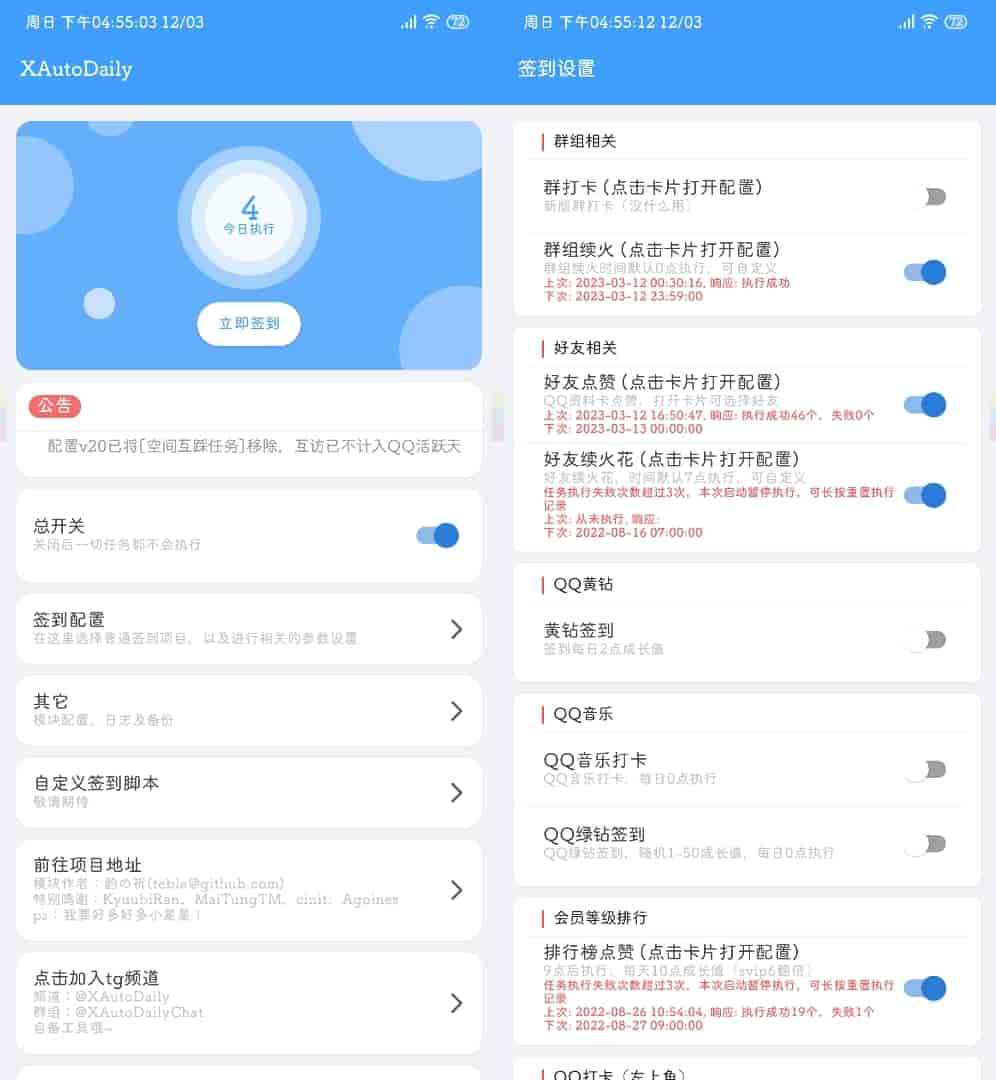 周日 下午04:55:03 12/03
72
XAutoDaily
4
今日执行
立即签到
公告
配置v20已将[空间互踩任务]移除，互访已不计入QQ活跃天
总开关
关闭后一切任务都不会执行
签到配置
在这里选择普通签到项目，以及进行相关的参数设置
其它
模块配置、日志及备份
自定义签到脚本
敬请期待
前往项目地址
模块作者：韵の祈(teble@github.com)
特别鸣谢：KyuubiRan、MaiTungTM、cinit、Agoines
ps：我要好多好多小星星！
点击加入tg频道
频道：@XAutoDaily
群组：@XAutoDailyChat
自备工具哦~
周日 下午04:55:12 12/03
72
签到设置
群组相关
群打卡 (点击卡片打开配置)
新版群打卡（没什么用）
群组续火 (点击卡片打开配置)
群组续火时间默认0点执行，可自定义
上次: 2023-03-12 00:30:16, 响应: 执行成功
下次: 2023-03-12 23:59:00
好友相关
好友点赞 (点击卡片打开配置)
QQ资料卡点赞，打开卡片可选择好友
上次: 2023-03-12 16:50:47, 响应: 执行成功46个，失败0个
下次: 2023-03-13 00:00:00
好友续火花 (点击卡片打开配置)
好友续火花，时间默认7点执行，可自定义
任务执行失败次数超过3次，本次启动暂停执行，可长按重置执行
记录
上次: 从未执行, 响应:
下次: 2022-08-16 07:00:00
QQ黄钻
黄钻签到
签到每日2点成长值
QQ音乐
QQ音乐打卡
QQ音乐打卡，每日0点执行
QQ绿钻签到
QQ绿钻签到，随机1-50成长值，每日0点执行
会员等级排行
排行榜点赞 (点击卡片打开配置)
9点后执行，每天10点成长值（svip6翻倍）
任务执行失败次数超过3次，本次启动暂停执行，可长按重置执行
记录
上次: 2022-08-26 10:54:04, 响应: 执行成功19个，失败1个
下次: 2022-08-27 09:00:00
QQ打卡（左上角）